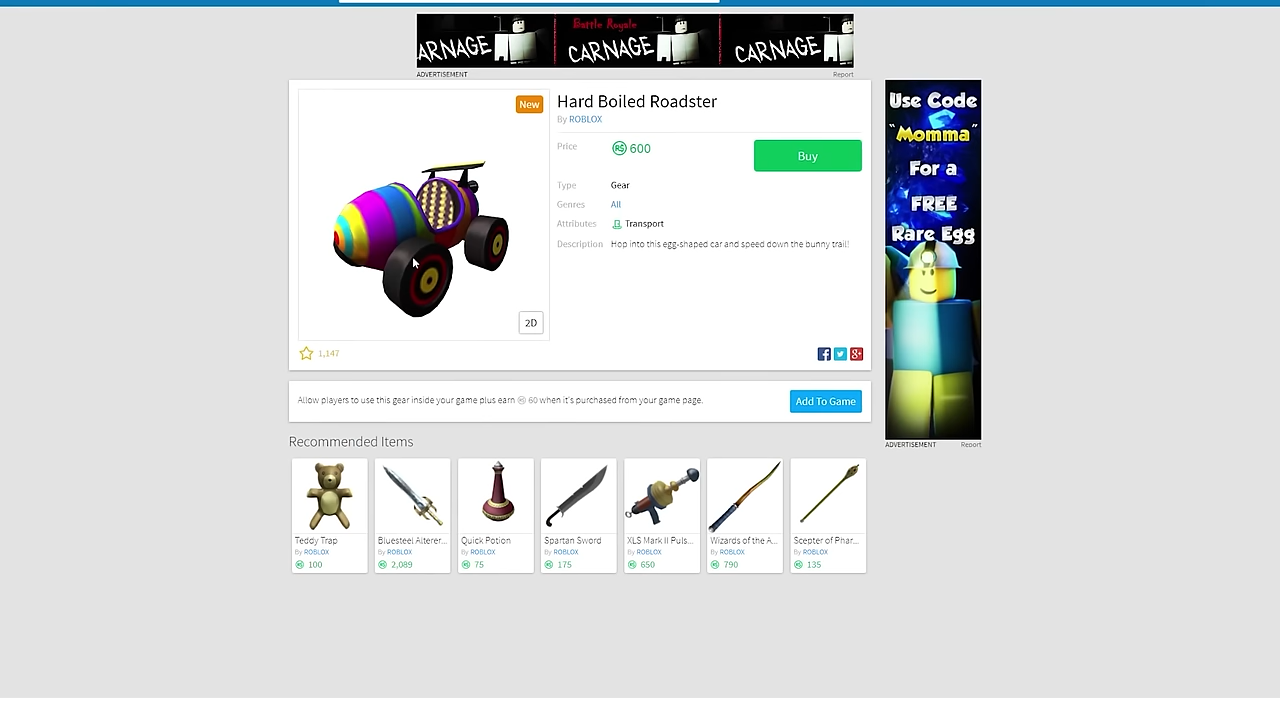 Battle Royale
ARNAGE
CARNAGE
CARNAGE
ADVERTISEMENT
Report
New
Hard Boiled Roadster
By ROBLOX
Price
R$ 600
Buy
Type
Gear
Genres
All
Attributes
Transport
Description
Hop into this egg-shaped car and speed down the bunny trail!
2D
1,147
Use Code
"Momma"
For a
FREE
Rare Egg
ADVERTISEMENT
Report
Allow players to use this gear inside your game plus earn R$ 60 when it's purchased from your game page.
Add To Game
Recommended Items
Teddy Trap
By ROBLOX
R$ 100
Bluesteel Alterer...
By ROBLOX
R$ 2,089
Quick Potion
By ROBLOX
R$ 75
Spartan Sword
By ROBLOX
R$ 175
XLS Mark II Puls...
By ROBLOX
R$ 650
Wizards of the A...
By ROBLOX
R$ 790
Scepter of Phar...
By ROBLOX
R$ 135